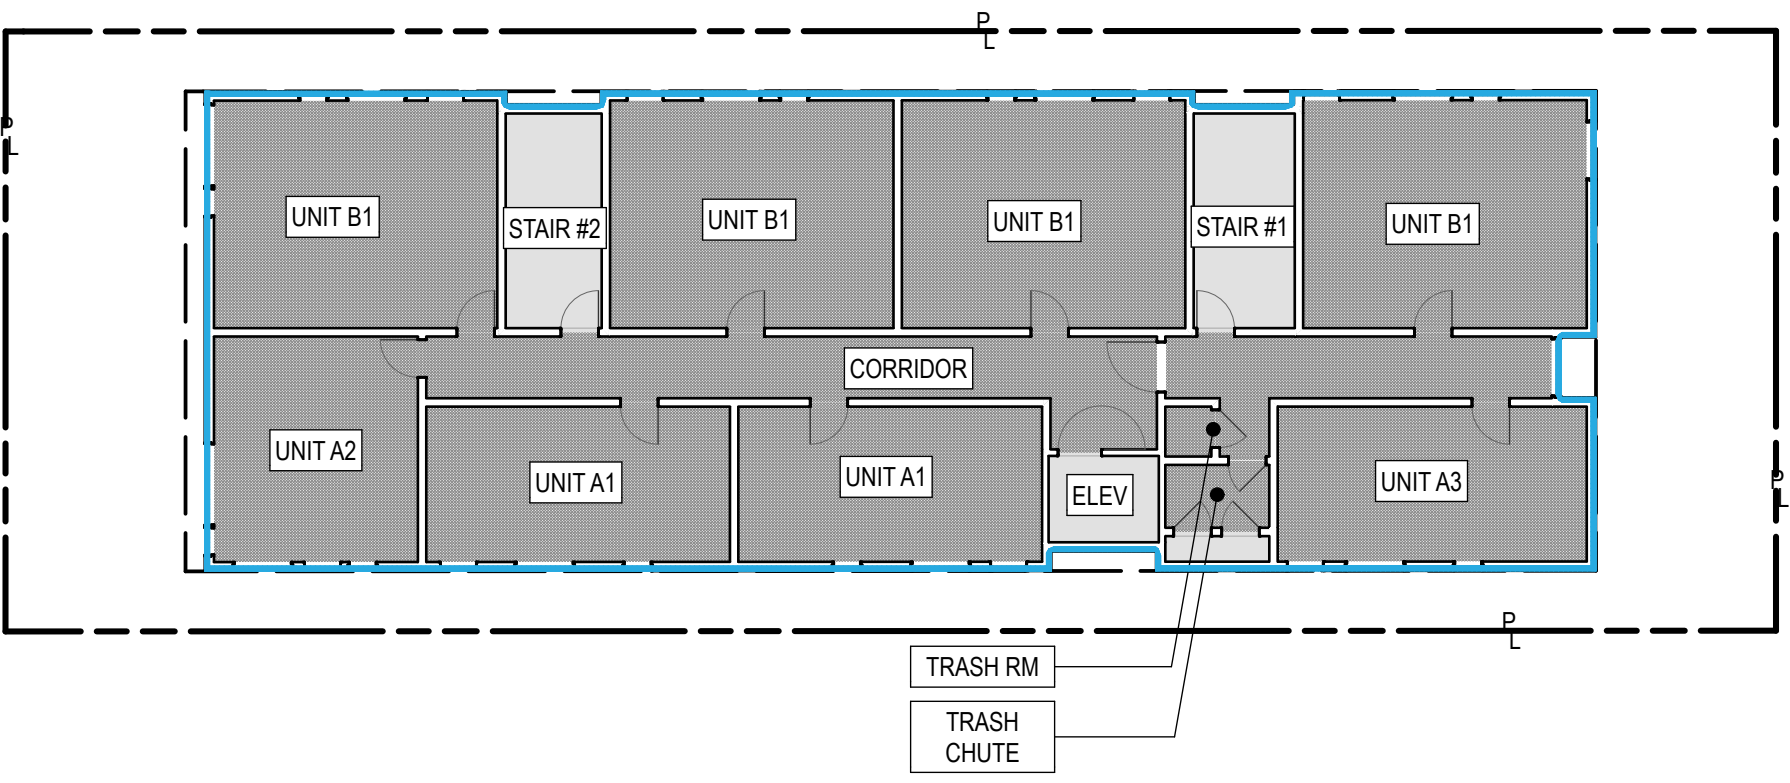 P
L
P
L
UNIT B1
STAIR #2
UNIT B1
UNIT B1
STAIR #1
UNIT B1
CORRIDOR
UNIT A2
UNIT A1
UNIT A1
ELEV
UNIT A3
P
L
P
L
TRASH RM
TRASH
CHUTE